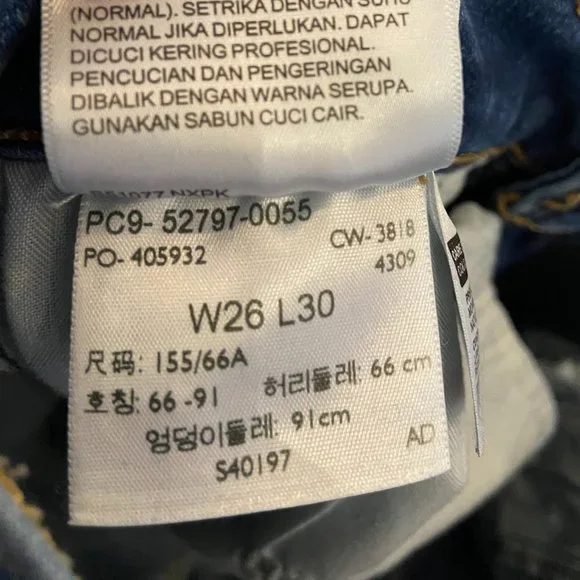 (NORMAL). SETRIKA DENGAN SUHU
NORMAL JIKA DIPERLUKAN. DAPAT
DICUCI KERING PROFESIONAL.
PENCUCIAN DAN PENGERINGAN
DIBALIK DENGAN WARNA SERUPA.
GUNAKAN SABUN CUCI CAIR.
PC9- 52797-0055
PO- 405932
CW- 3818
4309
W26 L30
尺码: 155/66A
호칭: 66 -91
허리둘레: 66 cm
엉덩이둘레: 91cm
AD
S40197